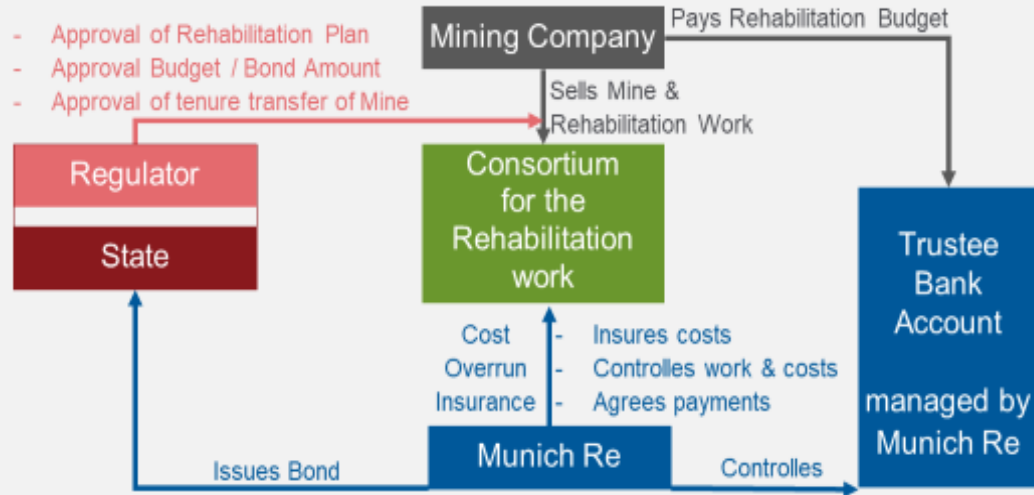 - Approval of Rehabilitation Plan
- Approval Budget / Bond Amount
- Approval of tenure transfer of Mine
Mining Company
Pays Rehabilitation Budget
Sells Mine &
Rehabilitation Work
Regulator
State
Consortium
for the
Rehabilitation
work
Trustee
Bank
Account
managed by
Munich Re
Cost
Overrun
Insurance
- Insures costs
- Controlles work & costs
- Agrees payments
Munich Re
Issues Bond
Controlles